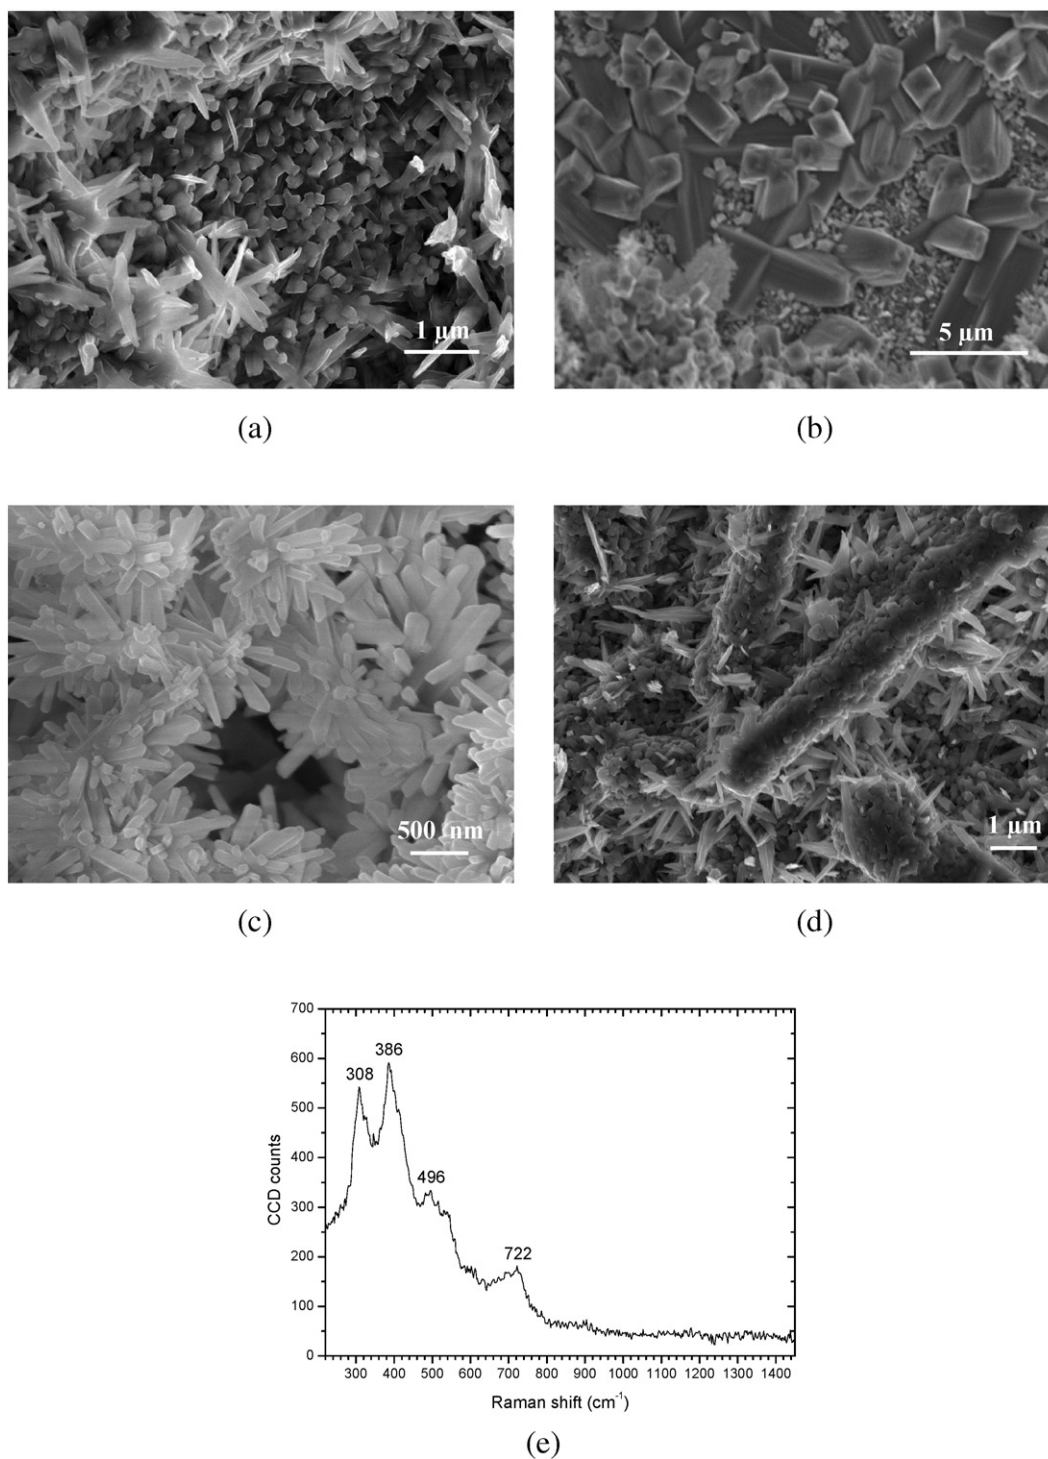 1 µm
5 µm
(a)
(b)
500 nm
1 µm
(c)
(d)
700
600
500
400
300
200
100
0
CCD counts
308
386
496
722
300 400 500 600 700 800 900 1000 1100 1200 1300 1400
Raman shift (cm⁻¹)
(e)